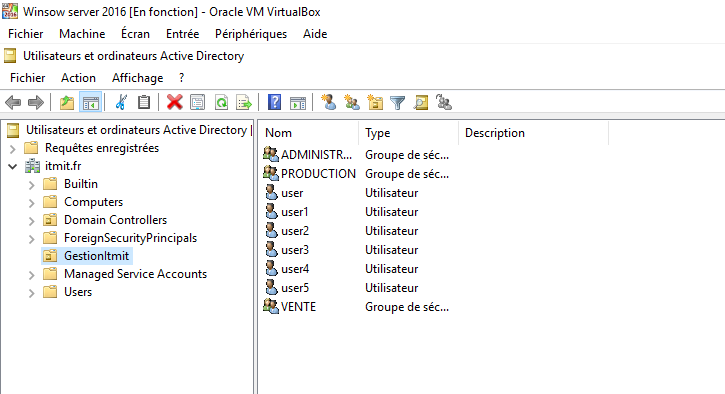 Winsow server 2016 [En fonction] - Oracle VM VirtualBox
Fichier Machine Écran Entrée Périphériques Aide
Utilisateurs et ordinateurs Active Directory
Fichier Action Affichage ?
Utilisateurs et ordinateurs Active Directory [
Requêtes enregistrées
itmit.fr
Builtin
Computers
Domain Controllers
ForeignSecurityPrincipals
GestionItmit
Managed Service Accounts
Users
Nom Type Description
ADMINISTR... Groupe de séc...
PRODUCTION Groupe de séc...
user Utilisateur
user1 Utilisateur
user2 Utilisateur
user3 Utilisateur
user4 Utilisateur
user5 Utilisateur
VENTE Groupe de séc...